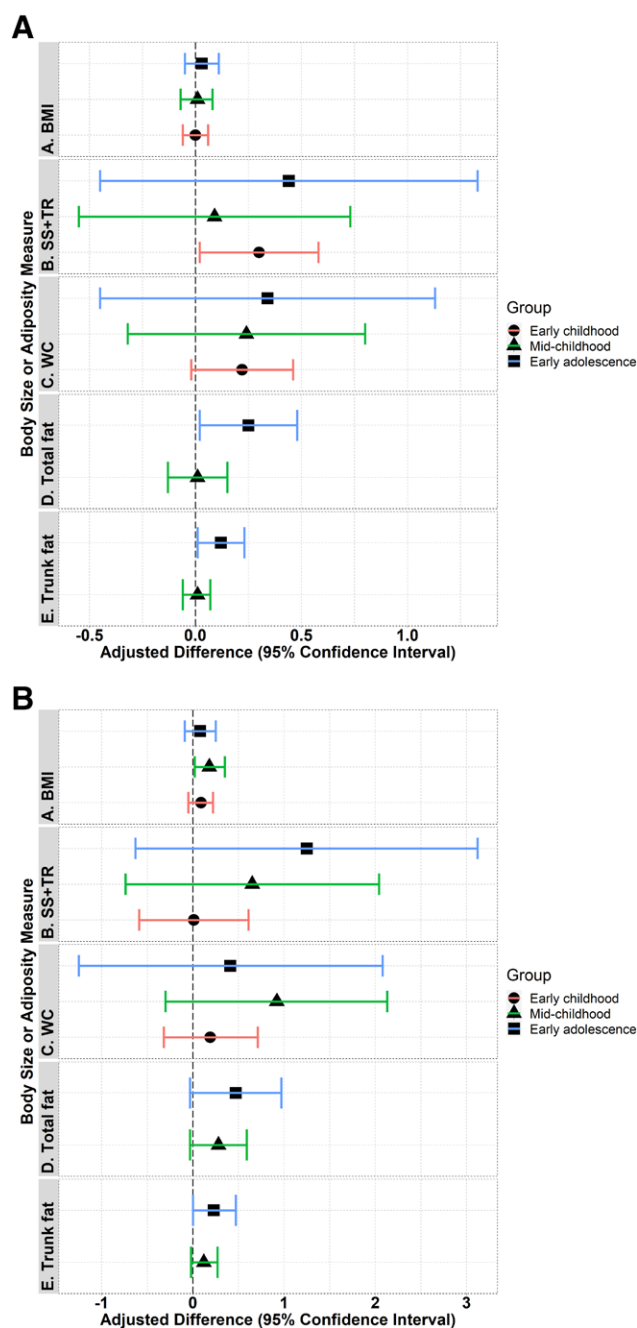 A
A. BMI
B. SS+TR
C. WC
D. Total fat
E. Trunk fat
Body Size or Adiposity Measure
-0.5 0.0 0.5 1.0
Adjusted Difference (95% Confidence Interval)
Group
Early childhood
Mid-childhood
Early adolescence
B
A. BMI
B. SS+TR
C. WC
D. Total fat
E. Trunk fat
Body Size or Adiposity Measure
-1 0 1 2 3
Adjusted Difference (95% Confidence Interval)
Group
Early childhood
Mid-childhood
Early adolescence